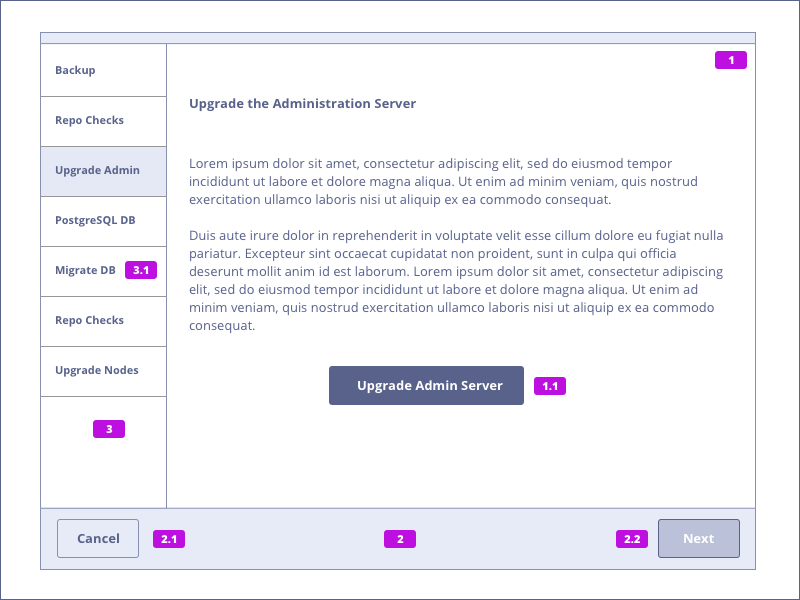 Backup
Repo Checks
Upgrade Admin
PostgreSQL DB
Migrate DB 3.1
Repo Checks
Upgrade Nodes
3
1
Upgrade the Administration Server
Lorem ipsum dolor sit amet, consectetur adipiscing elit, sed do eiusmod tempor
incididunt ut labore et dolore magna aliqua. Ut enim ad minim veniam, quis nostrud
exercitation ullamco laboris nisi ut aliquip ex ea commodo consequat.
Duis aute irure dolor in reprehenderit in voluptate velit esse cillum dolore eu fugiat nulla
pariatur. Excepteur sint occaecat cupidatat non proident, sunt in culpa qui officia
deserunt mollit anim id est laborum. Lorem ipsum dolor sit amet, consectetur adipiscing
elit, sed do eiusmod tempor incididunt ut labore et dolore magna aliqua. Ut enim ad
minim veniam, quis nostrud exercitation ullamco laboris nisi ut aliquip ex ea commodo
consequat.
Upgrade Admin Server 1.1
Cancel 2.1 2 2.2 Next